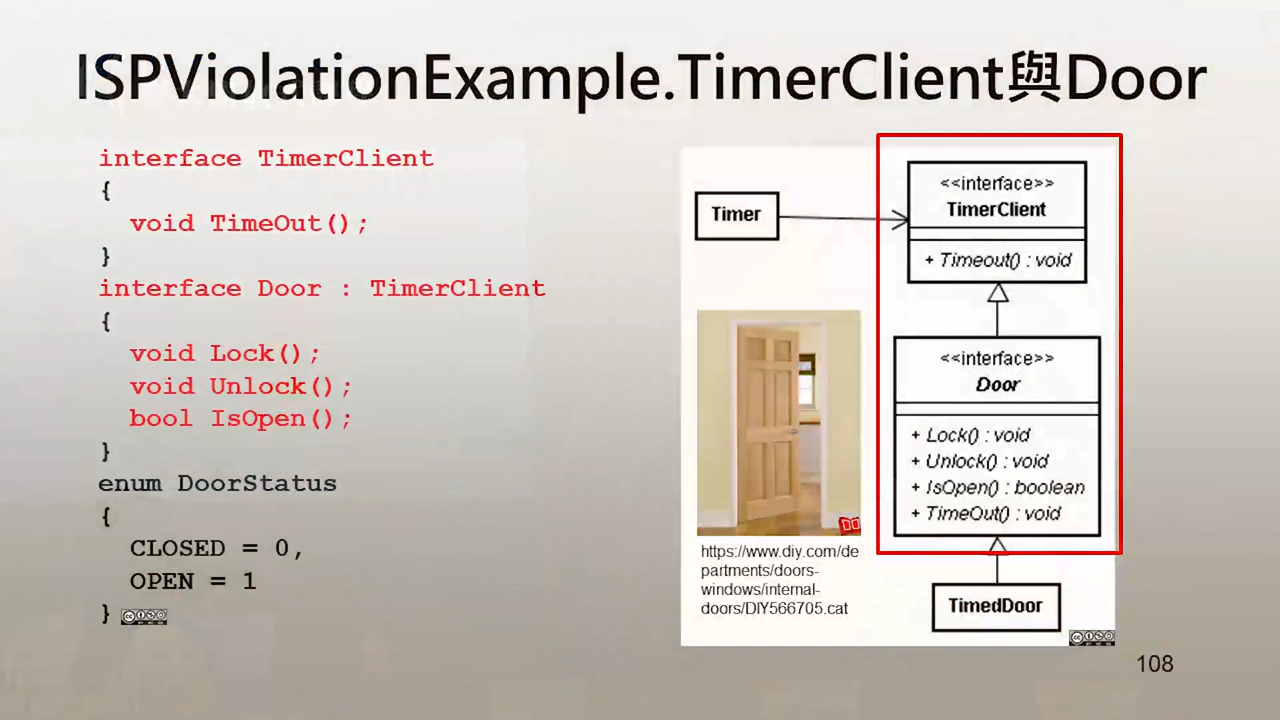 ISPViolationExample.TimerClient與Door
interface TimerClient
{
void TimeOut();
}
interface Door : TimerClient
{
void Lock();
void Unlock();
bool IsOpen();
}
enum DoorStatus
{
CLOSED = 0,
OPEN = 1
}
Timer
<<interface>>
TimerClient
+ Timeout() : void
<<interface>>
Door
+ Lock() : void
+ Unlock() : void
+ IsOpen() : boolean
+ TimeOut() : void
TimedDoor
https://www.diy.com/de
partments/doors-
windows/internal-
doors/DIY566705.cat
108